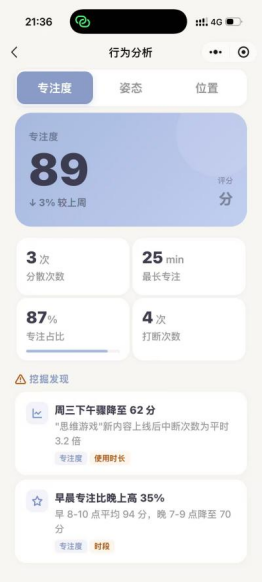 21:36
4G
行为分析
专注度
姿态
位置
专注度
89
↓ 3% 较上周
评分
分
3 次
分散次数
25 min
最长专注
87%
专注占比
4 次
打断次数
挖掘发现
周三下午骤降至 62 分
"思维游戏"新内容上线后中断次数为平时
3.2 倍
专注度
使用时长
早晨专注比晚上高 35%
早 8-10 点平均 94 分，晚 7-9 点降至 70
分
专注度
时段